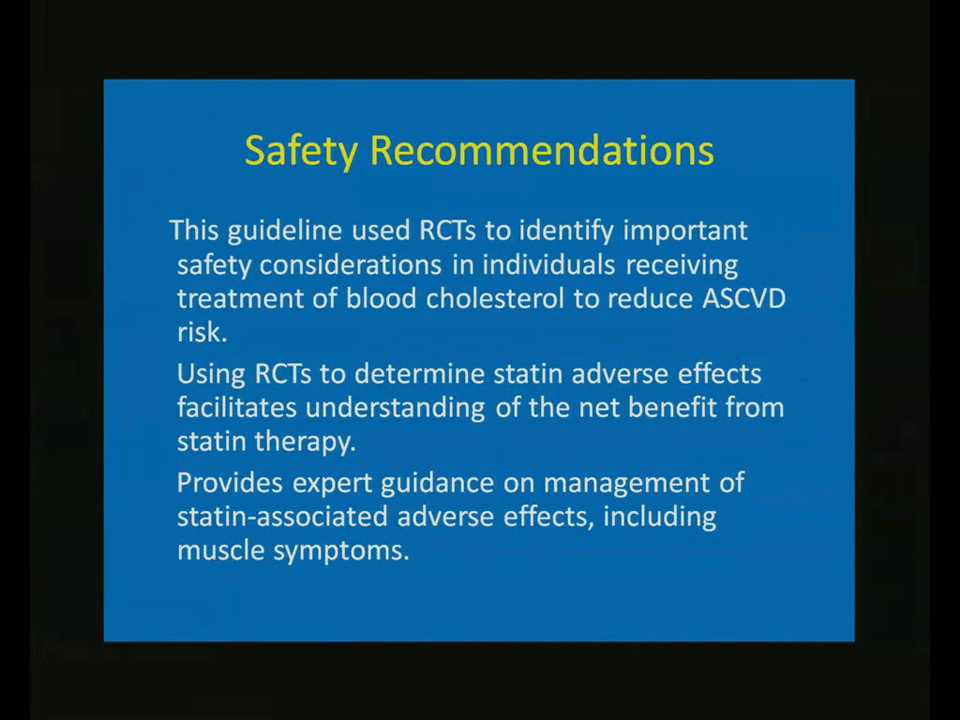 Safety Recommendations
This guideline used RCTs to identify important
safety considerations in individuals receiving
treatment of blood cholesterol to reduce ASCVD
risk.
Using RCTs to determine statin adverse effects
facilitates understanding of the net benefit from
statin therapy.
Provides expert guidance on management of
statin-associated adverse effects, including
muscle symptoms.